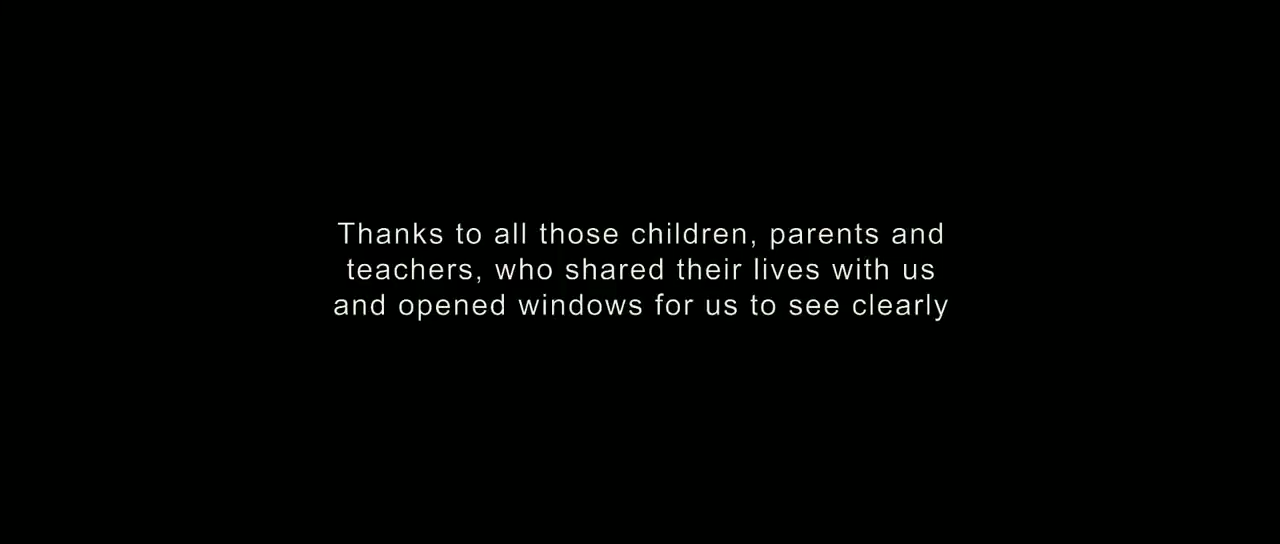 Thanks to all those children, parents and
teachers, who shared their lives with us
and opened windows for us to see clearly